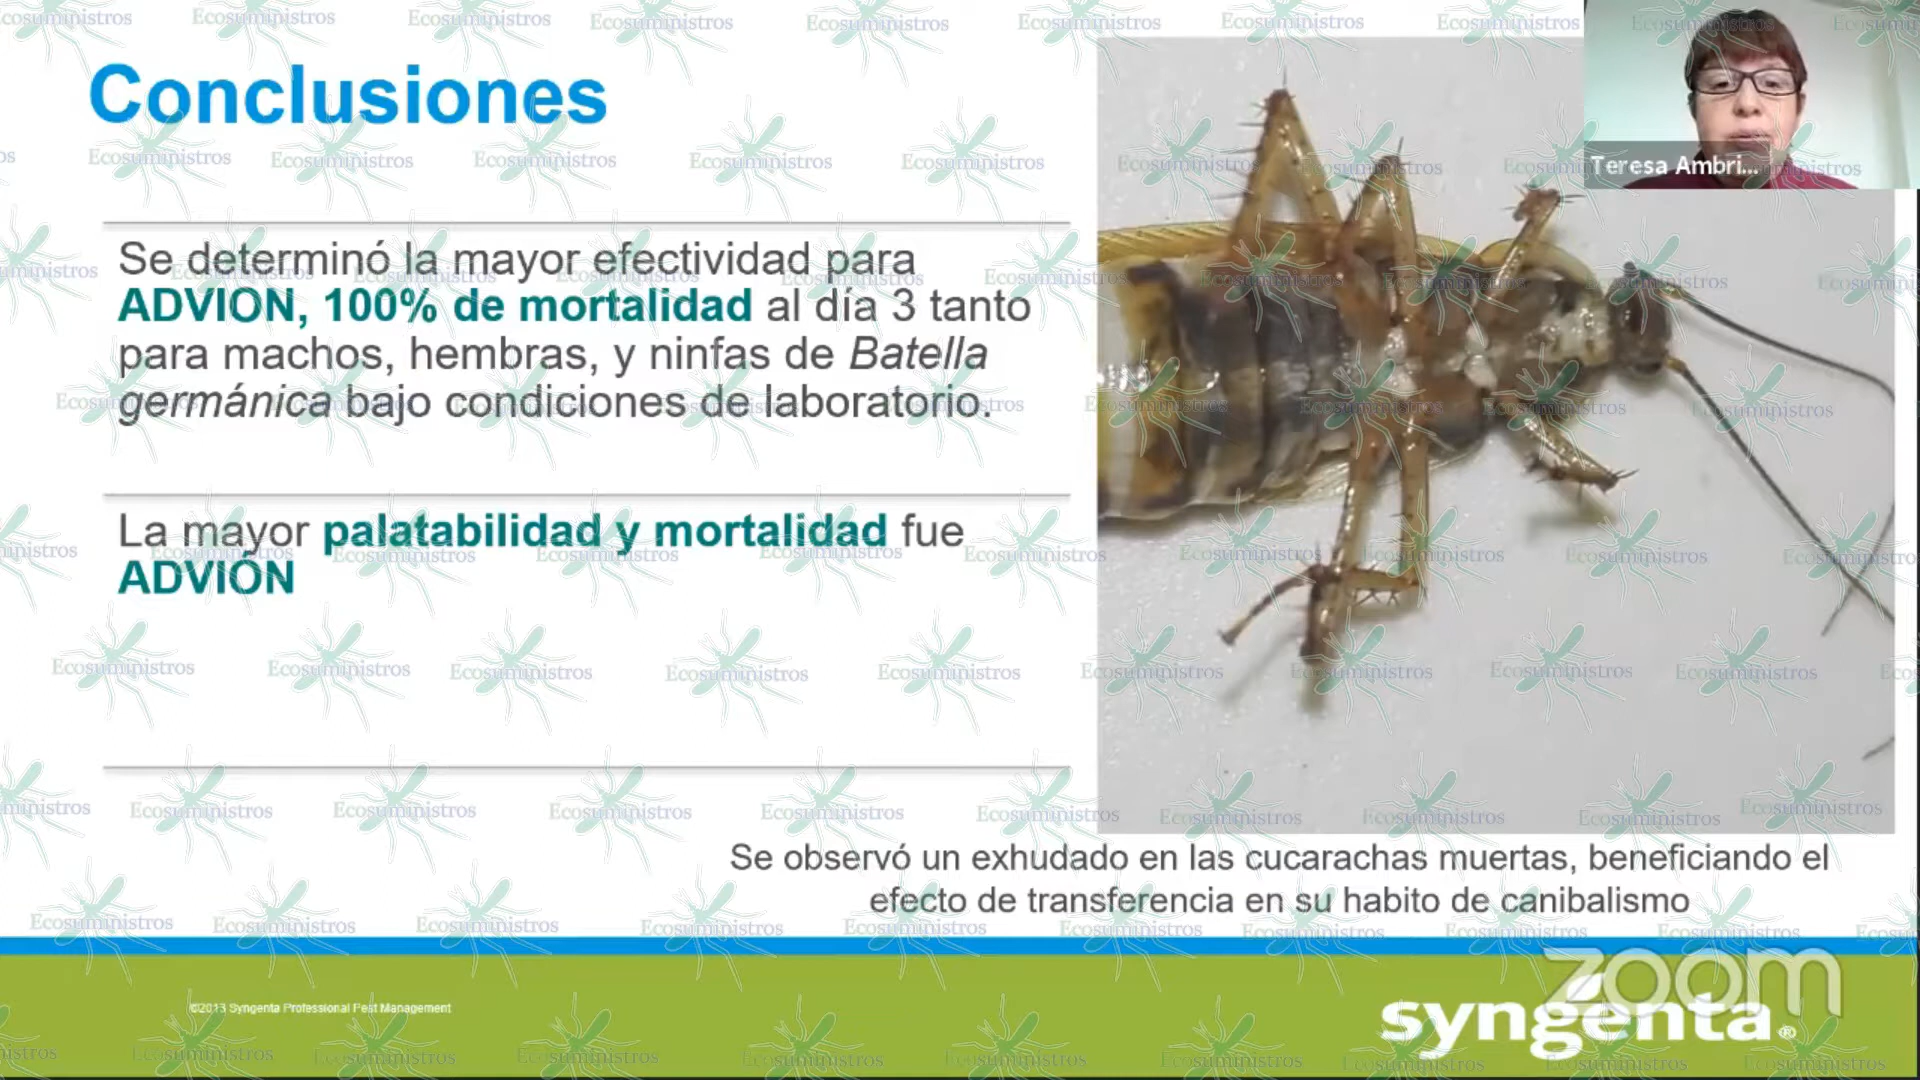 Conclusiones
Teresa Ambri...
Se determinó la mayor efectividad para
ADVION, 100% de mortalidad al día 3 tanto
para machos, hembras, y ninfas de Batella
germánica bajo condiciones de laboratorio.
La mayor palatabilidad y mortalidad fue
ADVIÓN
Se observó un exhudado en las cucarachas muertas, beneficiando el
efecto de transferencia en su habito de canibalismo
©2013 Syngenta Professional Pest Management
zoom
syngenta®
Ecosuministros